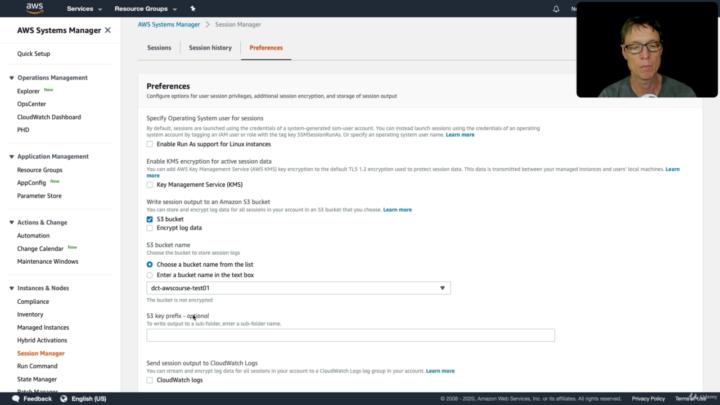 aws
Services
Resource Groups
AWS Systems Manager
Quick Setup
Operations Management
Explorer New
OpsCenter
CloudWatch Dashboard
PHD
Application Management
Resource Groups
AppConfig New
Parameter Store
Actions & Change
Automation
Change Calendar New
Maintenance Windows
Instances & Nodes
Compliance
Inventory
Managed Instances
Hybrid Activations
Session Manager
Run Command
State Manager
AWS Systems Manager > Session Manager
Sessions
Session history
Preferences
Preferences
Configure options for user privileges, additional session encryption, and storage of session output
Specify Operating System user for sessions
By default, sessions are launched using the credentials of a system-generated ssm-user account. You can instead launch sessions using the credentials of an operating
system account by tagging an IAM user or role with the tag key SSMSessionRunAs. Or specify an operating system user name. Learn more
Enable Run As support for Linux instances
Enable KMS encryption for active session data
You can add AWS Key Management Service (AWS KMS) key encryption to the default TLS 1.2 encryption used to protect session data. This data is transmitted between your managed instances and users' local machines. Learn
more
Key Management Service (KMS)
Write session output to an Amazon S3 bucket
You can store and encrypt log data for all sessions in your account in an S3 bucket that you choose. Learn more
S3 bucket
Encrypt log data
S3 bucket name
Choose the bucket to store session logs
Choose a bucket name from the list
Enter a bucket name in the text box
dct-awscourse-test01
The bucket is not encrypted
S3 key prefix - optional
To write output to a sub-folder, enter a sub-folder name.
Send session output to CloudWatch Logs
You can stream and encrypt log data for all sessions in your account to a CloudWatch Logs log group in your account. Learn more
CloudWatch logs
Feedback
English (US)
© 2008 - 2020, Amazon Web Services, Inc. or its affiliates. All rights reserved.
Privacy Policy
Terms of Use